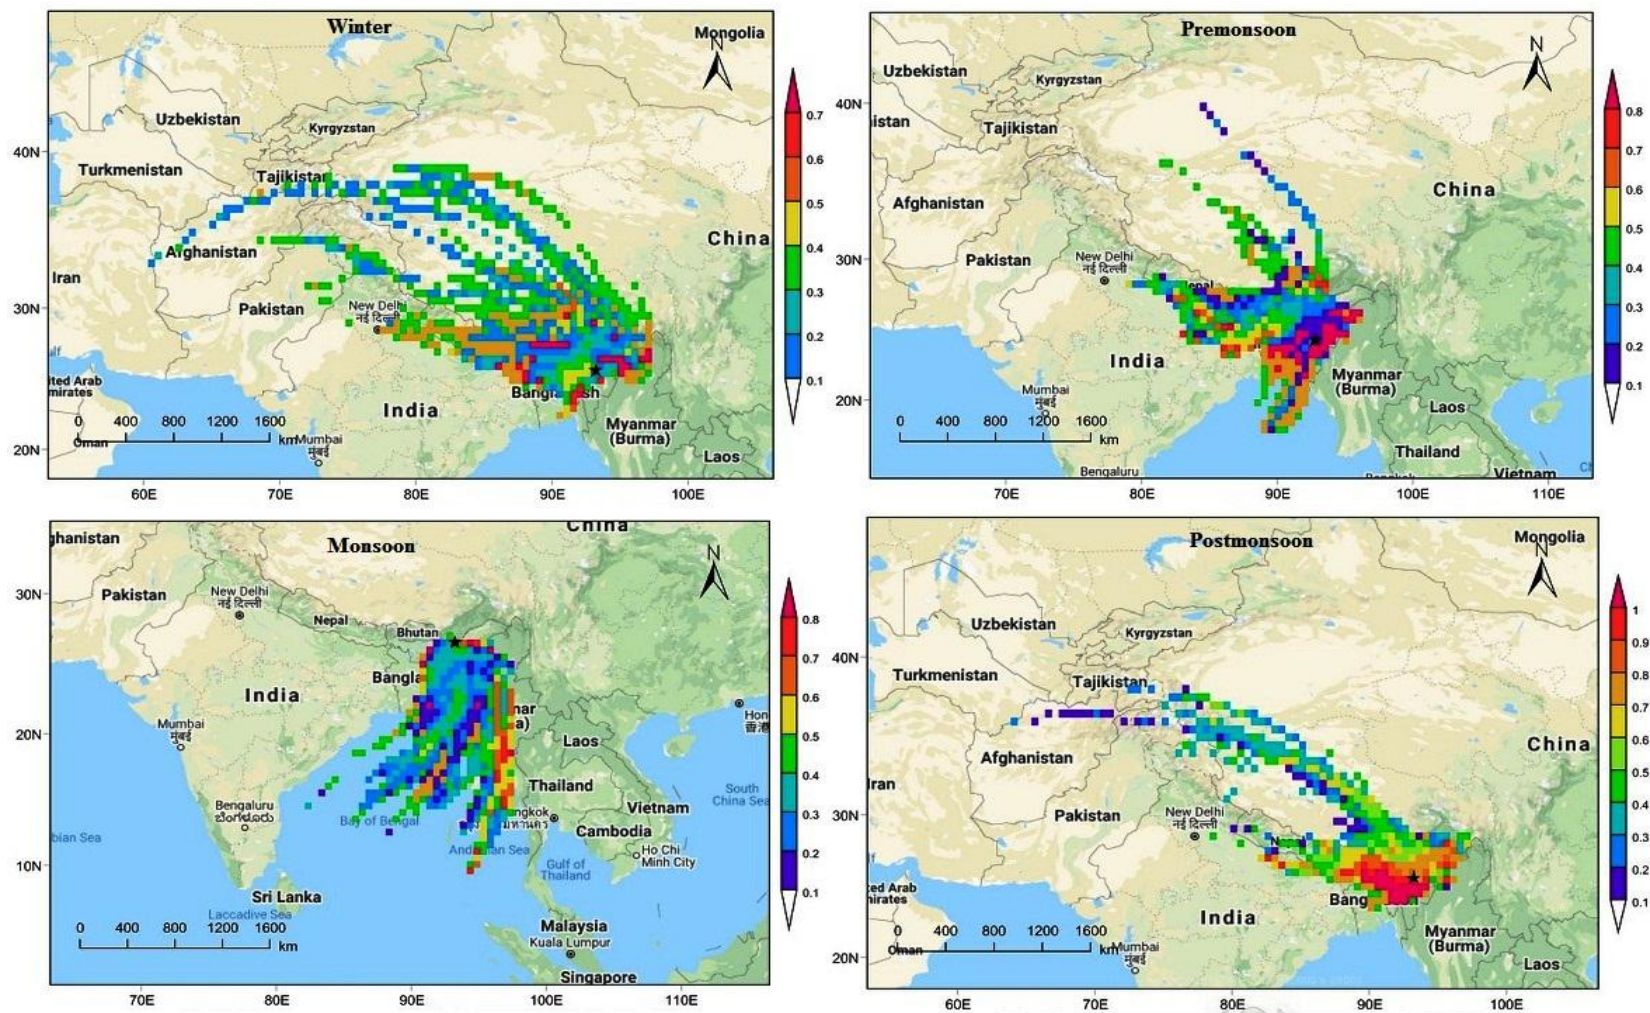 Winter
Mongolia
N
Uzbekistan
Kyrgyzstan
Turkmenistan
Tajikistan
Afghanistan
China
Iran
Pakistan
New Delhi
नई दिल्ली
India
Myanmar
(Burma)
Laos
Oman
Mumbai
मुंबई
0 400 800 1200 1600
km
40N
30N
20N
60E 70E 80E 90E 100E
0.7
0.6
0.5
0.4
0.3
0.2
0.1
Premonsoon
N
Uzbekistan
Kyrgyzstan
Tajikistan
Afghanistan
China
Pakistan
New Delhi
नई दिल्ली
India
Mumbai
मुंबई
Myanmar
(Burma)
Laos
Thailand
Vietnam
Bengaluru
0 400 800 1200 1600
km
40N
30N
20N
70E 80E 90E 100E 110E
0.8
0.7
0.6
0.5
0.4
0.3
0.2
0.1
Monsoon
China
N
ghanistan
Pakistan
New Delhi
नई दिल्ली
Nepal
Bhutan
Bangla
India
Mumbai
मुंबई
Laos
Hon
香港
Thailand
Vietnam
South
China Sea
Bengaluru
ಬೆಂಗಳೂರು
Bay of Bengal
Cambodia
Ho Chi
Minh City
Gulf of
Thailand
bian Sea
Sri Lanka
Laccadive Sea
Malaysia
Kuala Lumpur
Singapore
0 400 800 1200 1600
km
30N
20N
10N
70E 80E 90E 100E 110E
0.8
0.7
0.6
0.5
0.4
0.3
0.2
0.1
Postmonsoon
Mongolia
N
Uzbekistan
Kyrgyzstan
Turkmenistan
Tajikistan
Afghanistan
China
Iran
Pakistan
New Delhi
नई दिल्ली
India
Bang
Myanmar
(Burma)
Laos
Oman
Mumbai
मुंबई
0 400 800 1200 1600
km
40N
30N
20N
60E 70E 80E 90E 100E
1
0.9
0.8
0.7
0.6
0.5
0.4
0.3
0.2
0.1